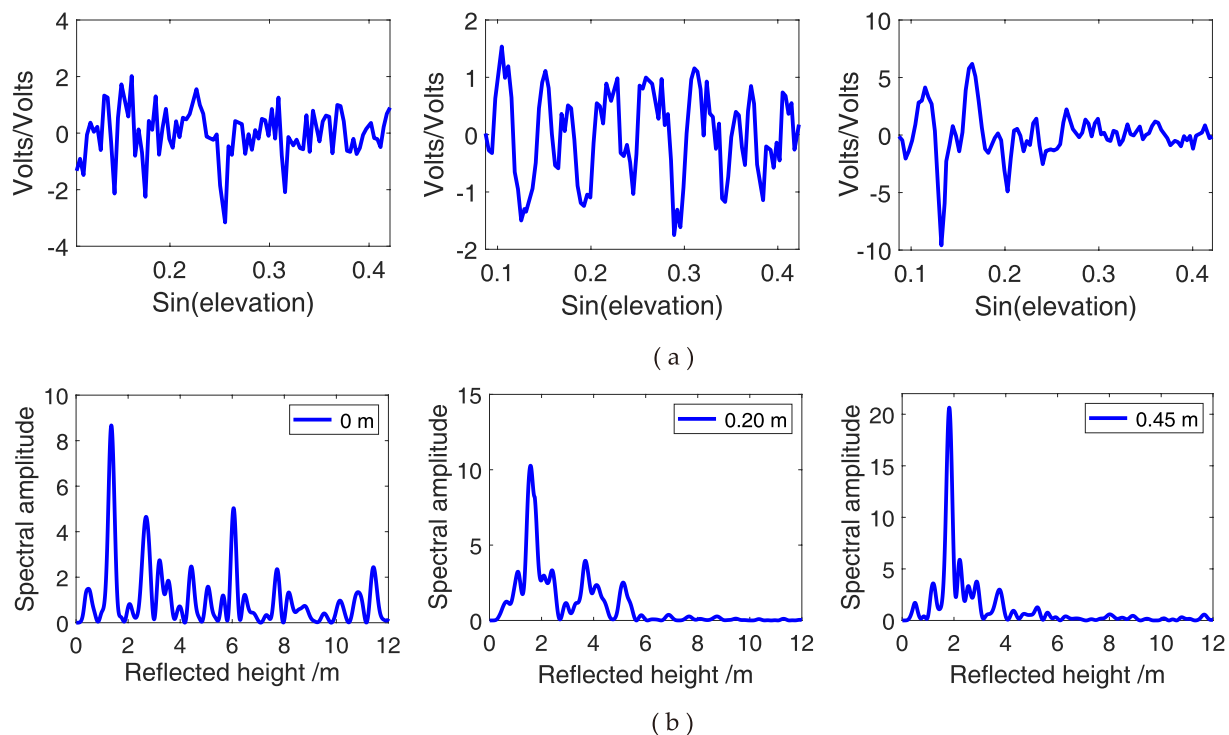 4
2
0
-2
-4
Volts/Volts
0.2
0.3
0.4
Sin(elevation)
2
1
0
-1
-2
Volts/Volts
0.1
0.2
0.3
0.4
Sin(elevation)
10
5
0
-5
-10
Volts/Volts
0.1
0.2
0.3
0.4
Sin(elevation)
( a )
10
8
6
4
2
0
Spectral amplitude
0 m
0 2 4 6 8 10 12
Reflected height /m
15
10
5
0
Spectral amplitude
0.20 m
0 2 4 6 8 10 12
Reflected height /m
20
15
10
5
0
Spectral amplitude
0.45 m
0 2 4 6 8 10 12
Reflected height /m
( b )